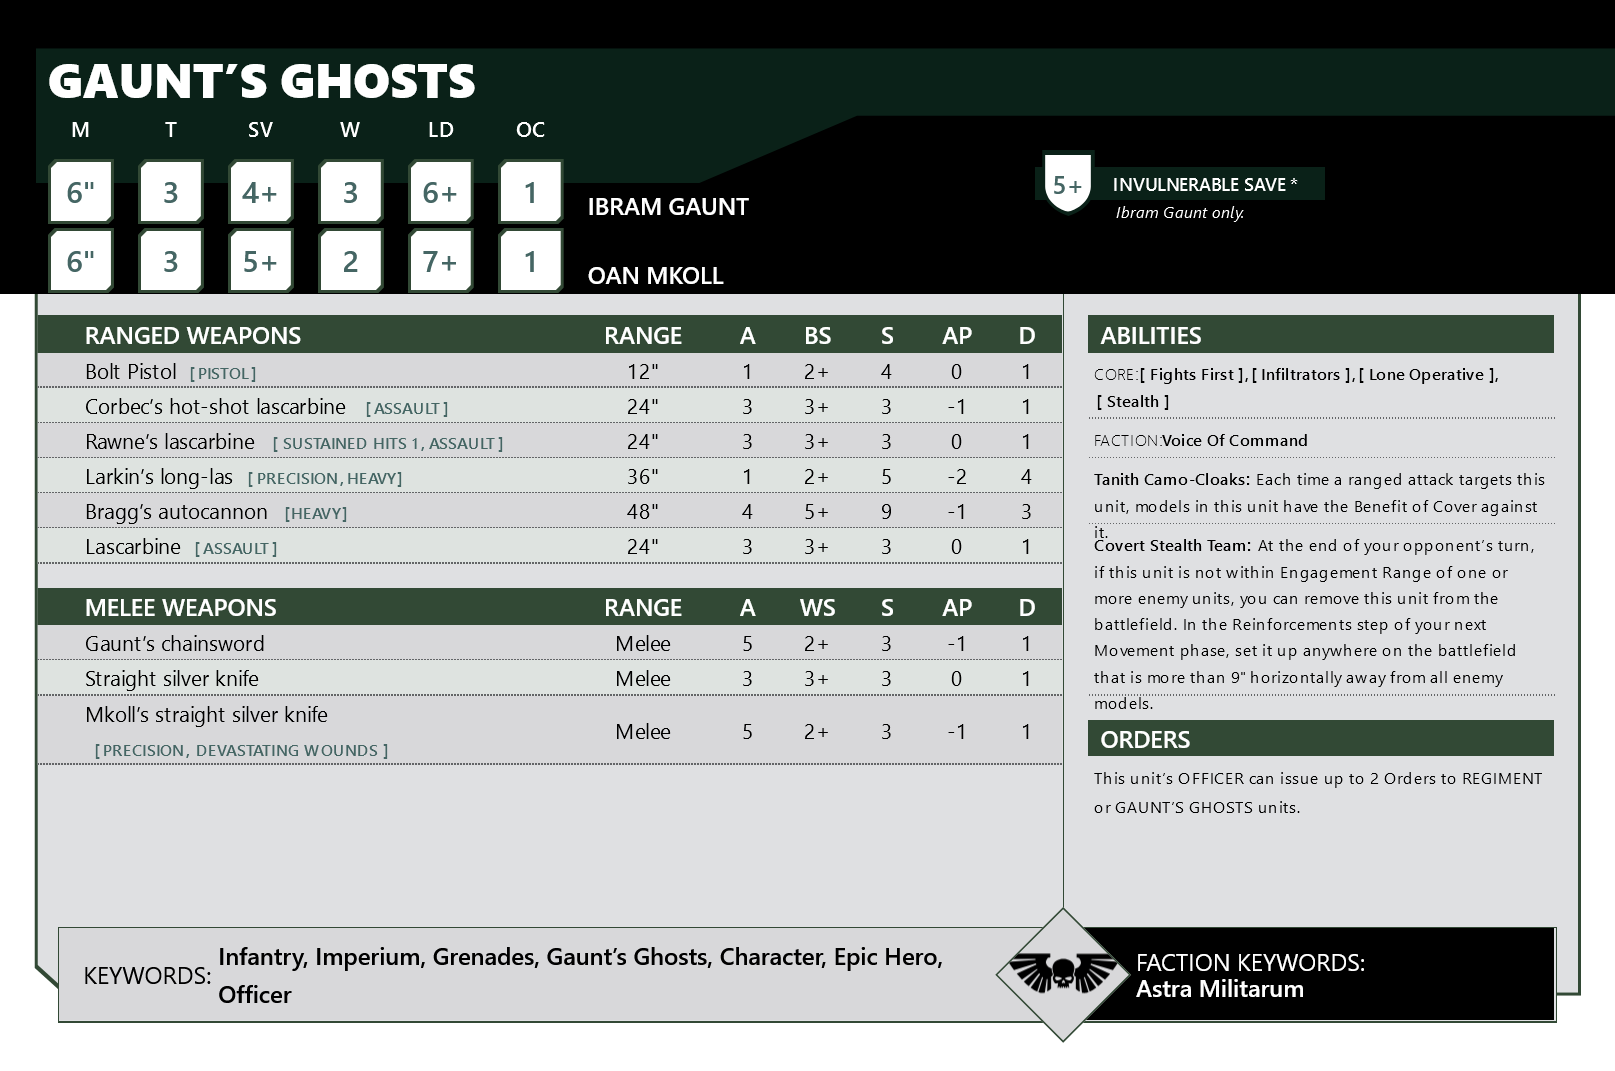 GAUNT’S GHOSTS
M T SV W LD OC
6" 3 4+ 3 6+ 1 IBRAM GAUNT
5+ INVULNERABLE SAVE *
Ibram Gaunt only.
6" 3 5+ 2 7+ 1 OAN MKOLL
RANGED WEAPONS RANGE A BS S AP D
Bolt Pistol [PISTOL] 12" 1 2+ 4 0 1
Corbec’s hot-shot lascarbine [ASSAULT] 24" 3 3+ 3 -1 1
Rawne’s lascarbine [ SUSTAINED HITS 1, ASSAULT] 24" 3 3+ 3 0 1
Larkin’s long-las [ PRECISION, HEAVY] 36" 1 2+ 5 -2 4
Bragg’s autocannon [HEAVY] 48" 4 5+ 9 -1 3
Lascarbine [ASSAULT] 24" 3 3+ 3 0 1
MELEE WEAPONS RANGE A WS S AP D
Gaunt’s chainsword Melee 5 2+ 3 -1 1
Straight silver knife Melee 3 3+ 3 0 1
Mkoll’s straight silver knife
[PRECISION, DEVASTATING WOUNDS ] Melee 5 2+ 3 -1 1
ABILITIES
CORE:[ Fights First ], [ Infiltrators ], [ Lone Operative ],
[ Stealth ]
FACTION:Voice Of Command
Tanith Camo-Cloaks: Each time a ranged attack targets this
unit, models in this unit have the Benefit of Cover against
it.
Covert Stealth Team: At the end of your opponent’s turn,
if this unit is not within Engagement Range of one or
more enemy units, you can remove this unit from the
battlefield. In the Reinforcements step of your next
Movement phase, set it up anywhere on the battlefield
that is more than 9" horizontally away from all enemy
models.
ORDERS
This unit’s OFFICER can issue up to 2 Orders to REGIMENT
or GAUNT’S GHOSTS units.
KEYWORDS: Infantry, Imperium, Grenades, Gaunt’s Ghosts, Character, Epic Hero,
Officer
FACTION KEYWORDS:
Astra Militarum